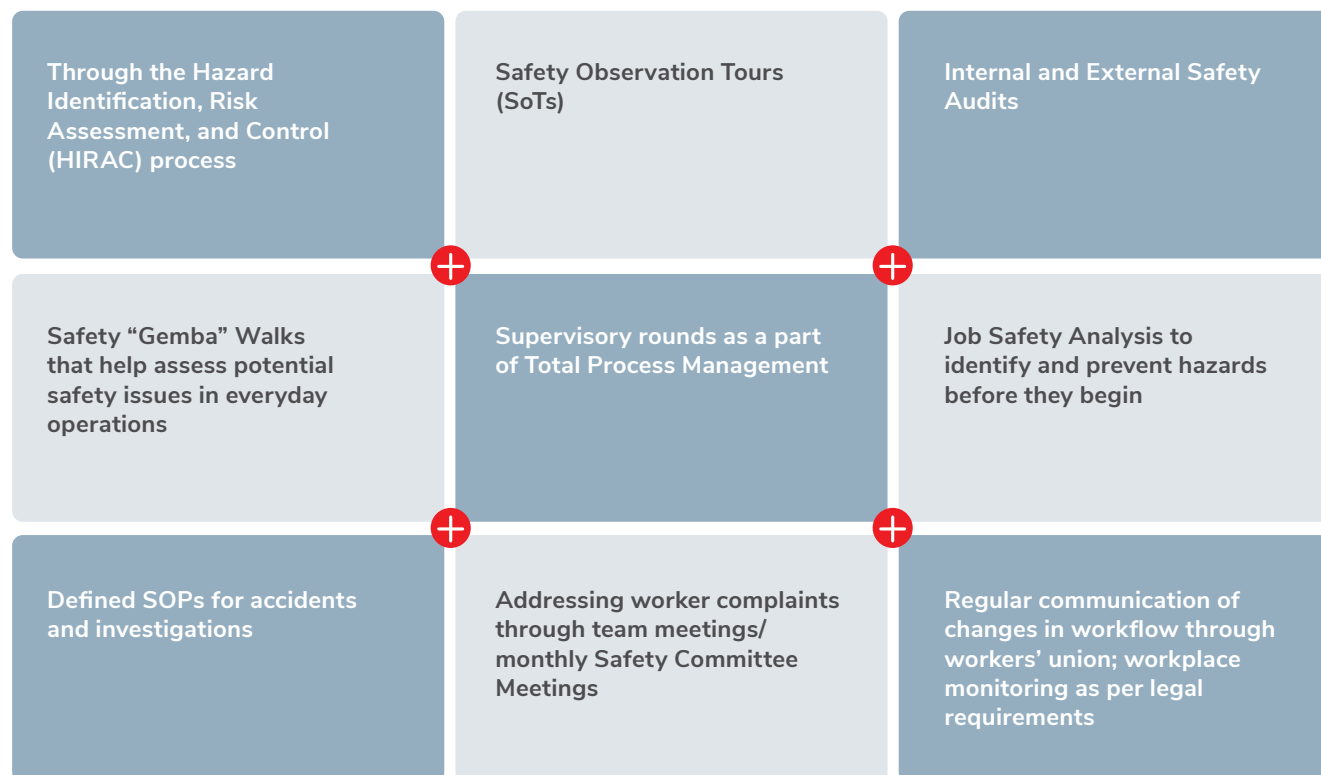 Through the Hazard
Identification, Risk
Assessment, and Control
(HIRAC) process
Safety Observation Tours
(SoTs)
Internal and External Safety
Audits
Safety “Gemba” Walks
that help assess potential
safety issues in everyday
operations
Supervisory rounds as a part
of Total Process Management
Job Safety Analysis to
identify and prevent hazards
before they begin
Defined SOPs for accidents
and investigations
Addressing worker complaints
through team meetings/
monthly Safety Committee
Meetings
Regular communication of
changes in workflow through
workers’ union; workplace
monitoring as per legal
requirements